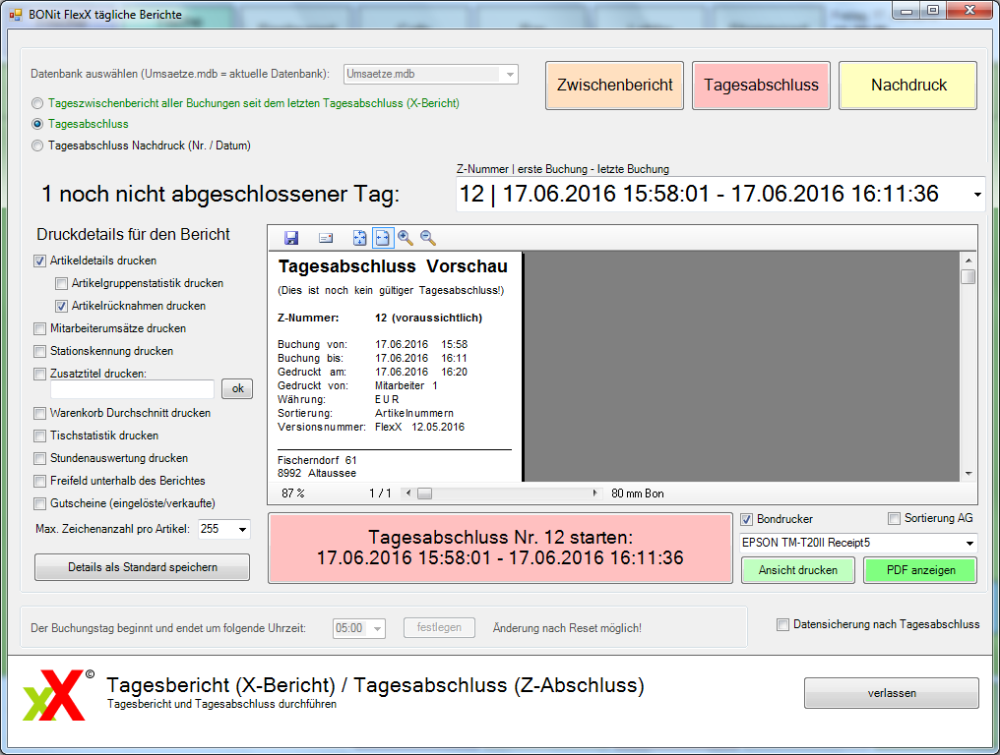 BONit FlexX tägliche Berichte
Datenbank auswählen (Umsaetze.mdb = aktuelle Datenbank):
Umsaetze.mdb
Zwischenbericht
Tagesabschluss
Nachdruck
Tageszwischenbericht aller Buchungen seit dem letzten Tagesabschluss (X-Bericht)
Tagesabschluss
Tagesabschluss Nachdruck (Nr. / Datum)
Z-Nummer | erste Buchung - letzte Buchung
1 noch nicht abgeschlossener Tag:
12 | 17.06.2016 15:58:01 - 17.06.2016 16:11:36
Druckdetails für den Bericht
Artikeldetails drucken
Artikelgruppenstatistik drucken
Artikelrücknahmen drucken
Mitarbeiterumsätze drucken
Stationskennung drucken
Zusatztitel drucken:
ok
Warenkorb Durchschnitt drucken
Tischstatistik drucken
Stundenauswertung drucken
Freifeld unterhalb des Berichtes
Gutscheine (eingelöste/verkaufte)
Max. Zeichenanzahl pro Artikel:
255
Details als Standard speichern
Tagesabschluss Vorschau
(Dies ist noch kein gültiger Tagesabschluss!)
Z-Nummer: 12 (voraussichtlich)
Buchung von: 17.06.2016 15:58
Buchung bis: 17.06.2016 16:11
Gedruckt am: 17.06.2016 16:20
Gedruckt von: Mitarbeiter 1
Währung: EUR
Sortierung: Artikelnummern
Versionsnummer: FlexX 12.05.2016
Fischerndorf 61
8992 Altaussee
87 %
1 / 1
80 mm Bon
Tagesabschluss Nr. 12 starten:
17.06.2016 15:58:01 - 17.06.2016 16:11:36
Bondrucker
Sortierung AG
EPSON TM-T20II Receipt5
Ansicht drucken
PDF anzeigen
Der Buchungstag beginnt und endet um folgende Uhrzeit:
05:00
festlegen
Änderung nach Reset möglich!
Datensicherung nach Tagesabschluss
xX ©
Tagesbericht (X-Bericht) / Tagesabschluss (Z-Abschluss)
Tagesbericht und Tagesabschluss durchführen
verlassen